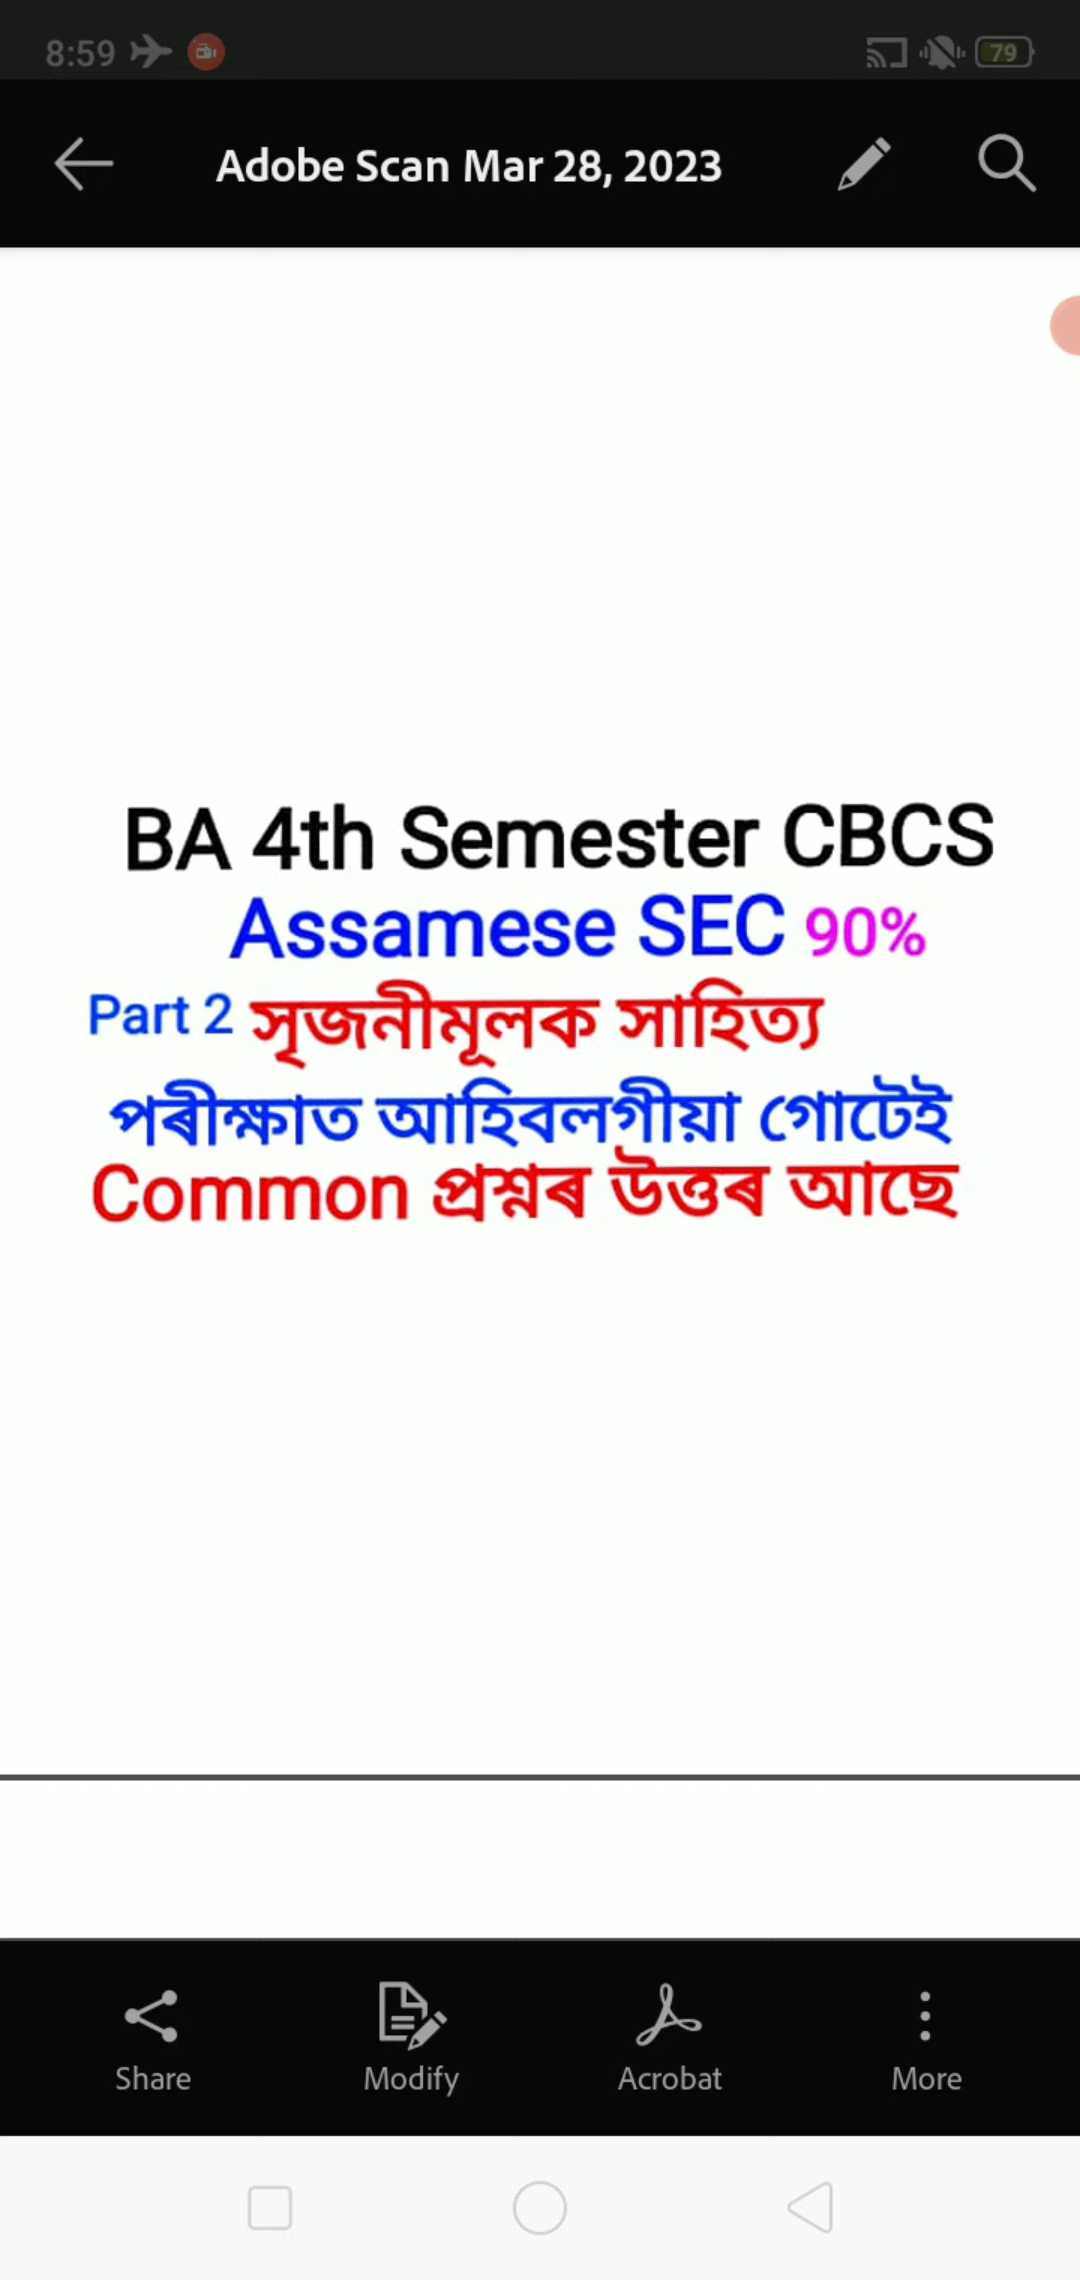 8:59
79
Adobe Scan Mar 28, 2023
BA 4th Semester CBCS
Assamese SEC 90%
Part 2 সৃজনীমূলক সাহিত্য
পৰীক্ষাত আহিবলগীয়া গোটেই
Common প্ৰশ্নৰ উত্তৰ আছে
Share Modify Acrobat More